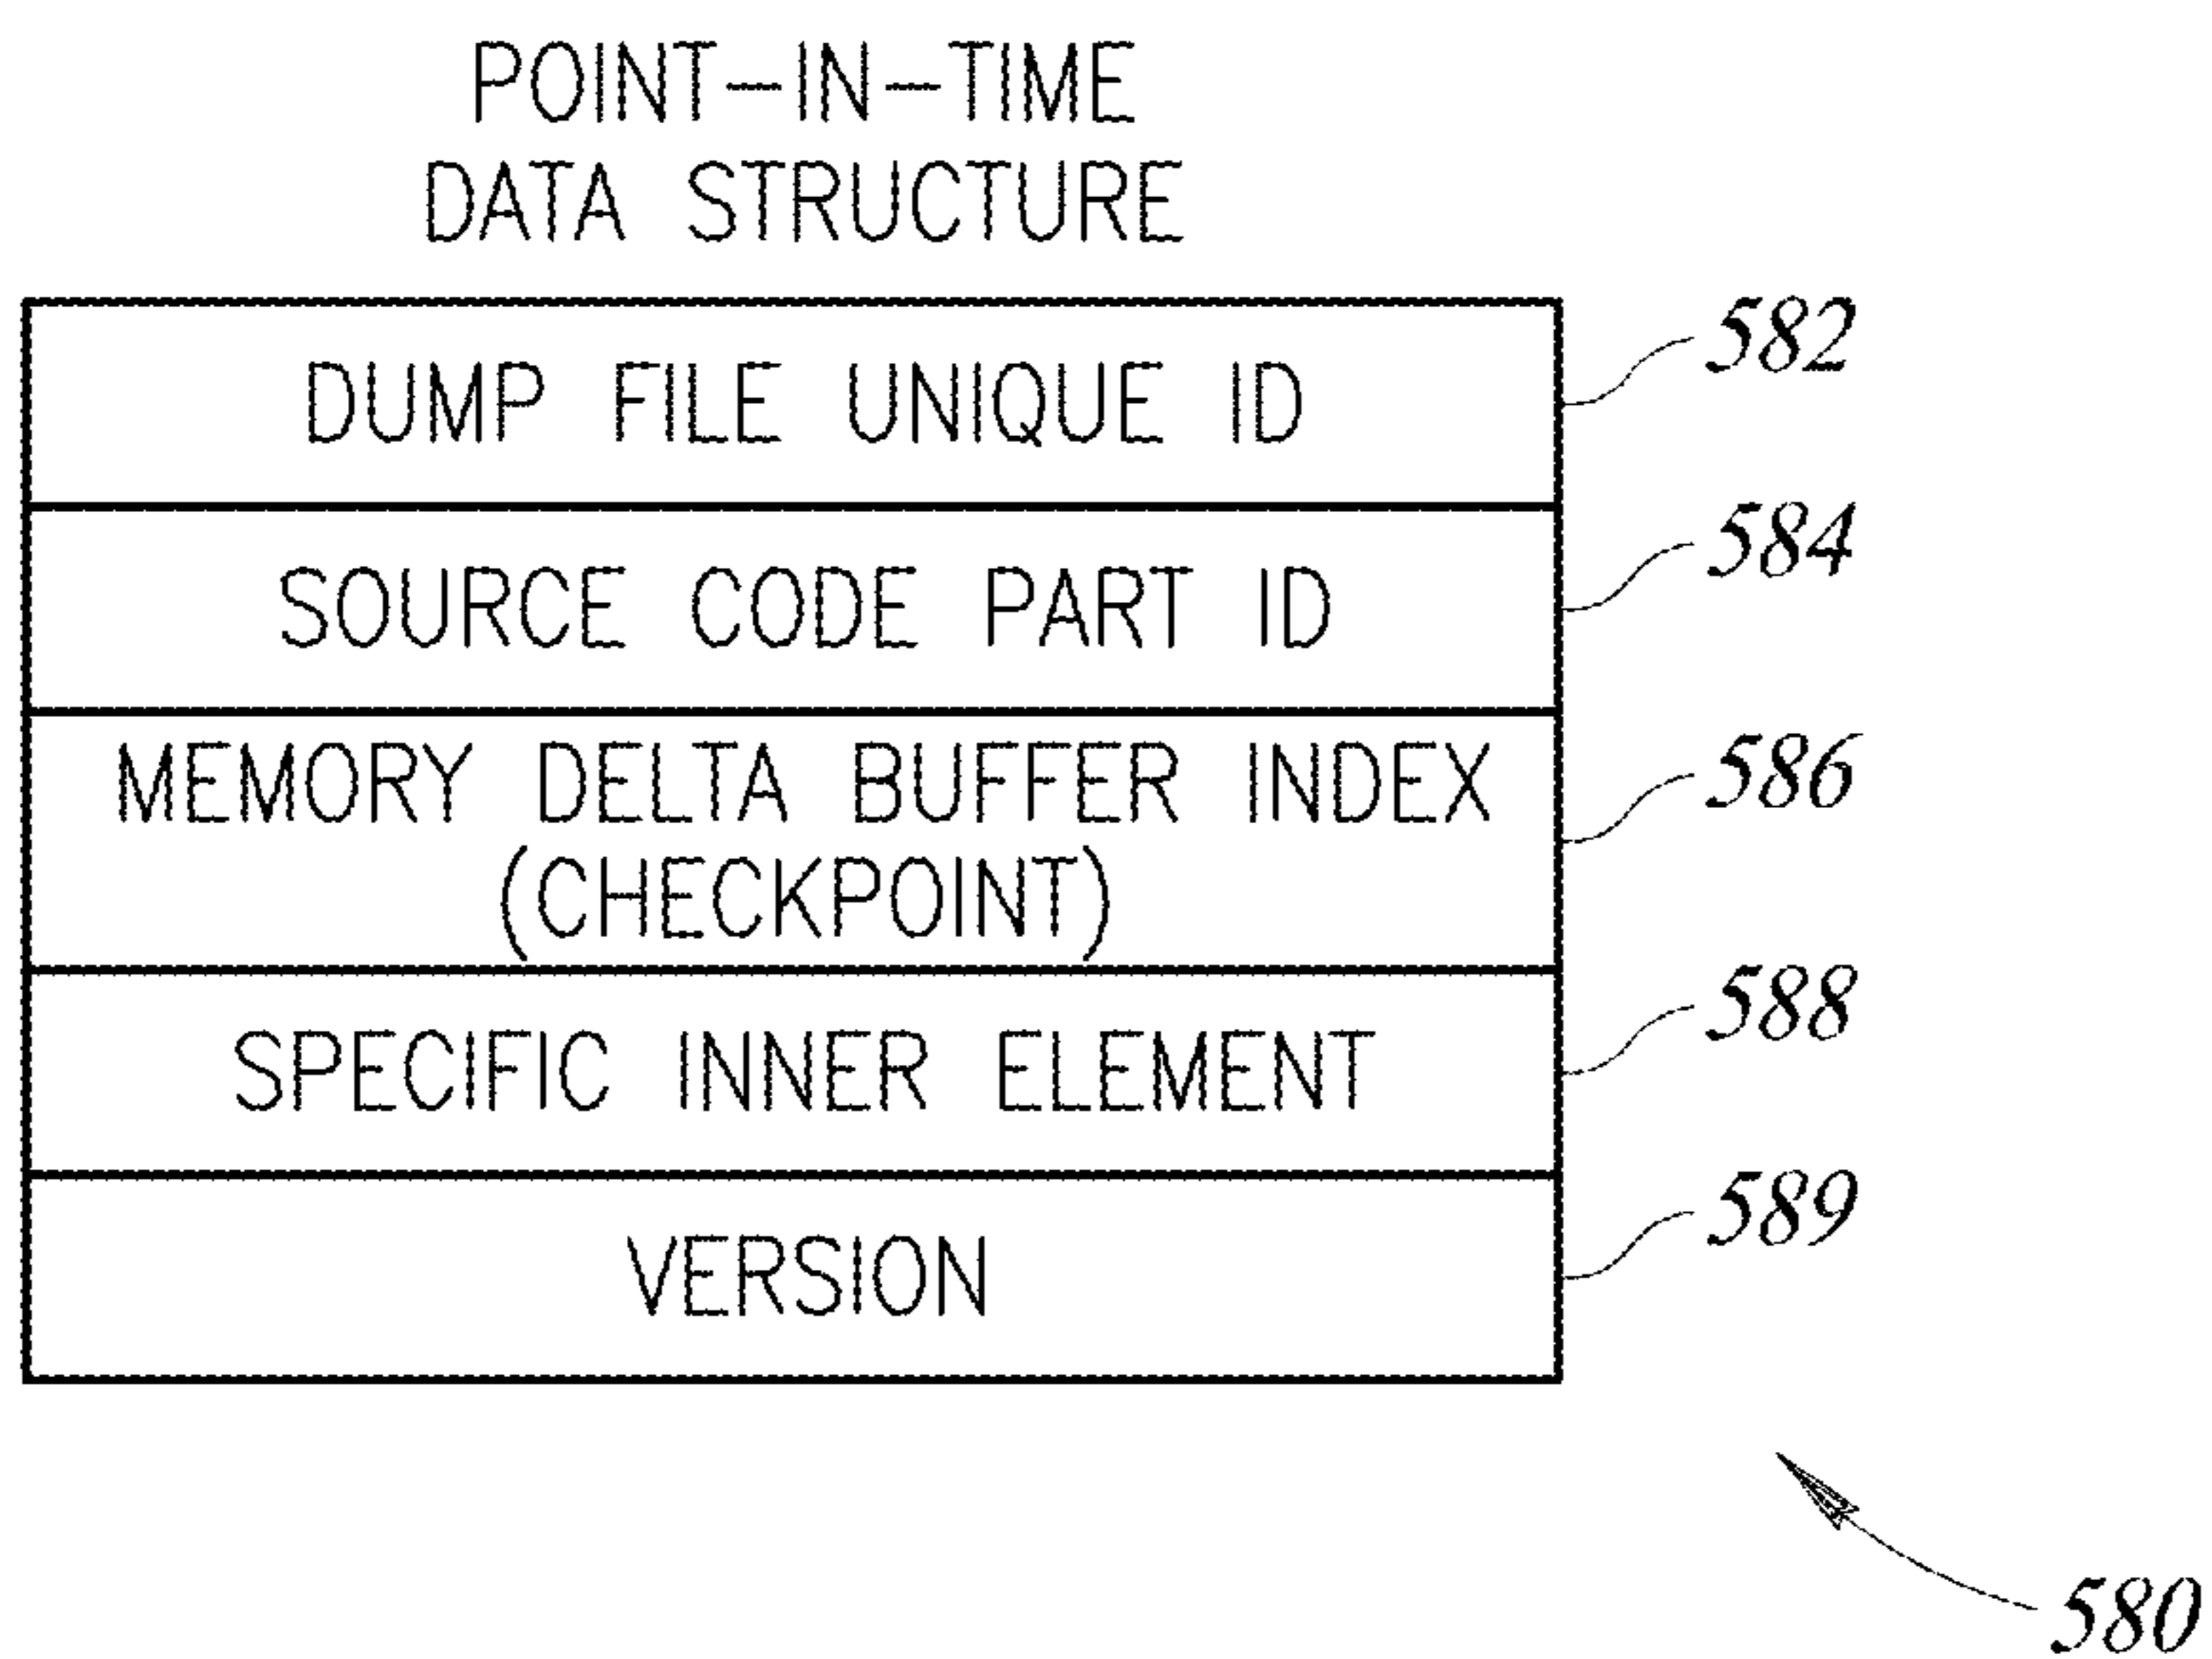 POINT-IN-TIME
DATA STRUCTURE
DUMP FILE UNIQUE ID
582
SOURCE CODE PART ID
584
MEMORY DELTA BUFFER INDEX
(CHECKPOINT)
586
SPECIFIC INNER ELEMENT
588
VERSION
589
580